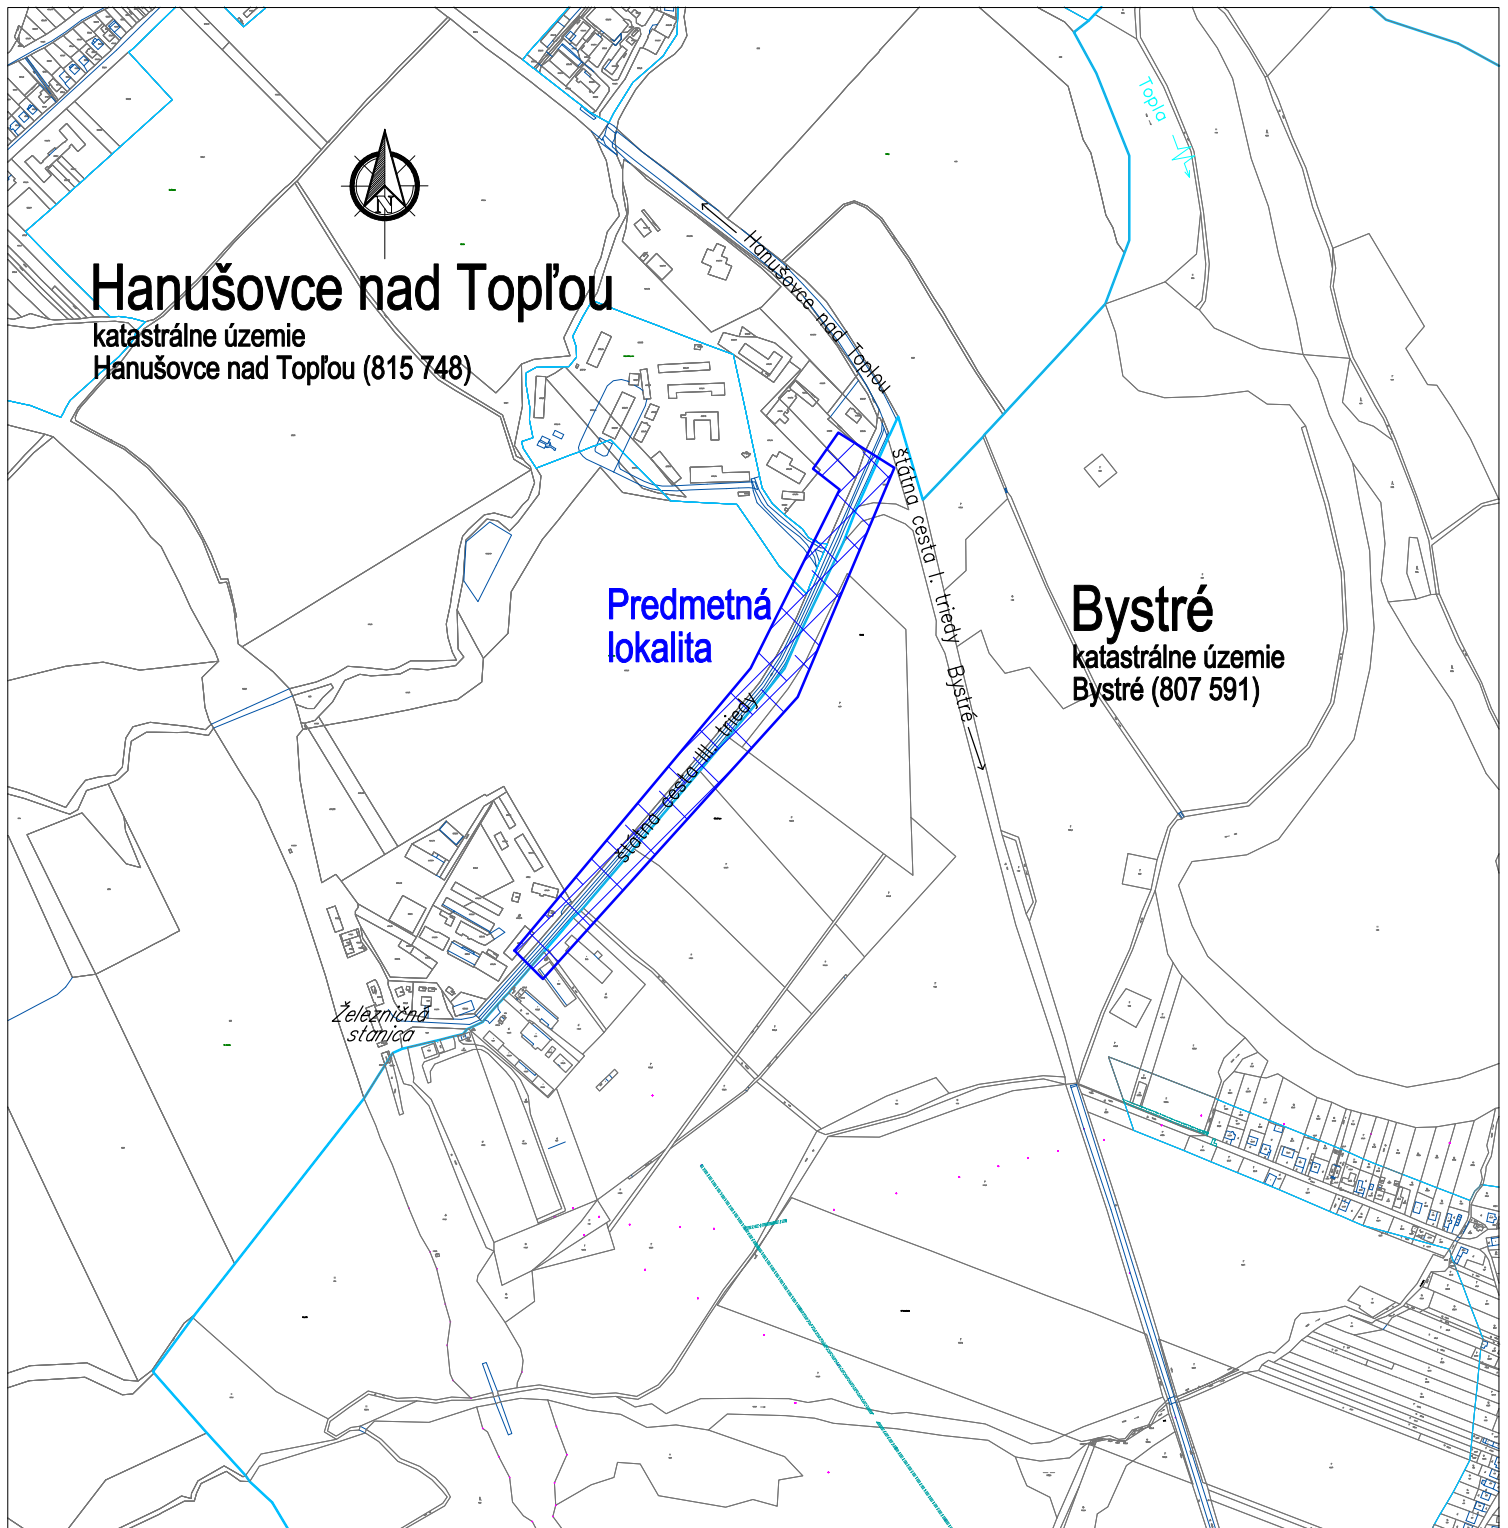 Topla
N
Hanušovce nad Topľou
Hanušovce nad Topľou
katastrálne územie
Hanušovce nad Topľou (815 748)
štátna cesta I. triedy Bystré
Predmetná
lokalita
Bystré
katastrálne územie
Bystré (807 591)
štátna cesta III. triedy
Železničná
stanica